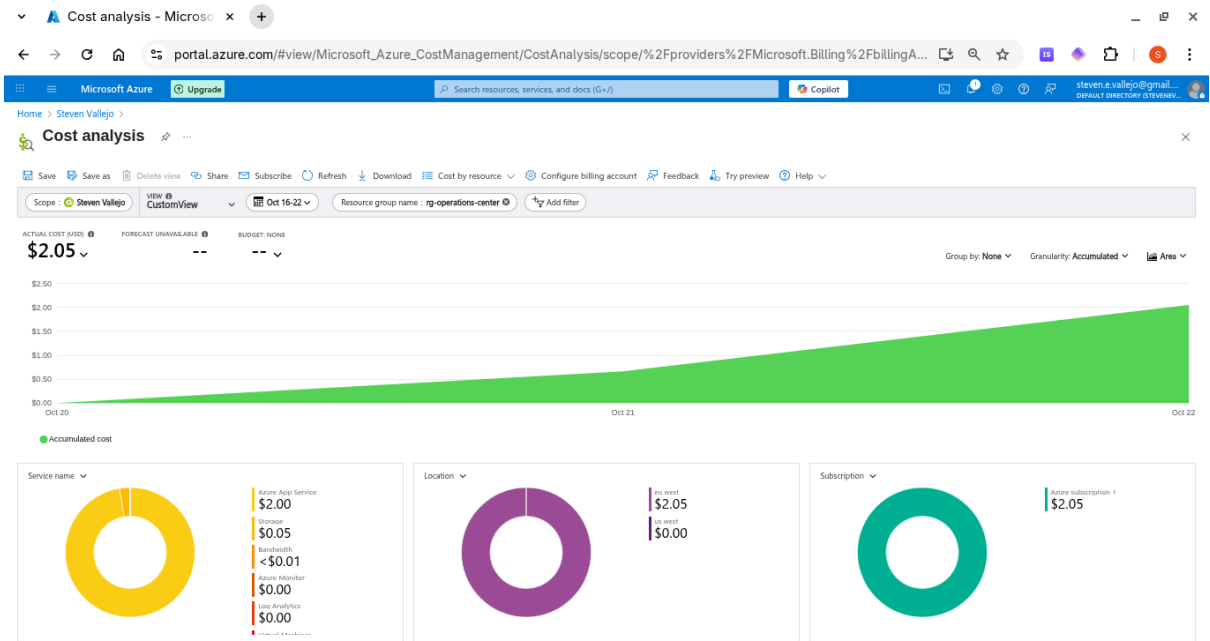 Cost analysis - Microso
portal.azure.com/#view/Microsoft_Azure_CostManagement/CostAnalysis/scope/%2Fproviders%2FMicrosoft.Billing%2FbillingA...
IS
S
Microsoft Azure
Upgrade
Search resources, services, and docs (G+/)
Copilot
1
steven.e.vallejo@gmail....
DEFAULT DIRECTORY (STEVENEV...
Home > Steven Vallejo >
Cost analysis
Save
Save as
Delete view
Share
Subscribe
Refresh
Download
Cost by resource
Configure billing account
Feedback
Try preview
Help
Scope : Steven Vallejo
VIEW
CustomView
Oct 16-22
Resource group name : rg-operations-center
Add filter
ACTUAL COST (USD)
$2.05
FORECAST UNAVAILABLE
--
BUDGET: NONE
--
Group by: None
Granularity: Accumulated
Area
$2.50
$2.00
$1.50
$1.00
$0.50
$0.00
Oct 20
Oct 21
Oct 22
Accumulated cost
Service name
Azure App Service
$2.00
Storage
$0.05
Bandwidth
<$0.01
Azure Monitor
$0.00
Log Analytics
$0.00
Location
eu west
$2.05
us west
$0.00
Subscription
Azure subscription 1
$2.05